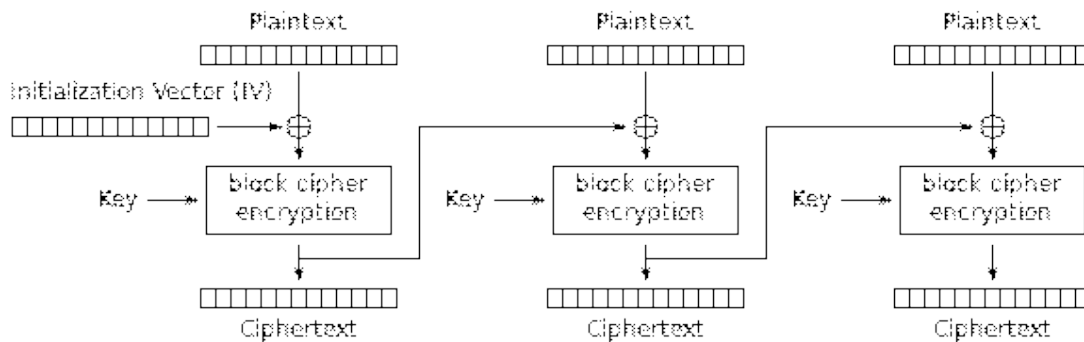 Plaintext
Plaintext
Plaintext
Initialization Vector (IV)
Key
block cipher
encryption
Key
block cipher
encryption
Key
block cipher
encryption
Ciphertext
Ciphertext
Ciphertext